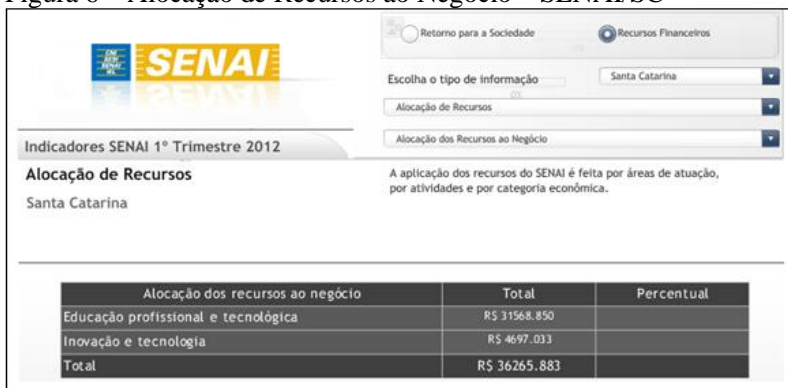 Figura 6 – Alocação de Recursos ao Negócio – SENAI/SC
Retorno para a Sociedade
Recursos Financeiros
SENAI
Escolha o tipo de informação
Santa Catarina
Alocação de Recursos
Alocação dos Recursos ao Negócio
Indicadores SENAI 1º Trimestre 2012
Alocação de Recursos
Santa Catarina
A aplicação dos recursos do SENAI é feita por áreas de atuação,
por atividades e por categoria econômica.
Alocação dos recursos ao negócio Total Percentual
Educação profissional e tecnológica R$ 31568.850
Inovação e tecnologia R$ 4697.033
Total R$ 36265.883